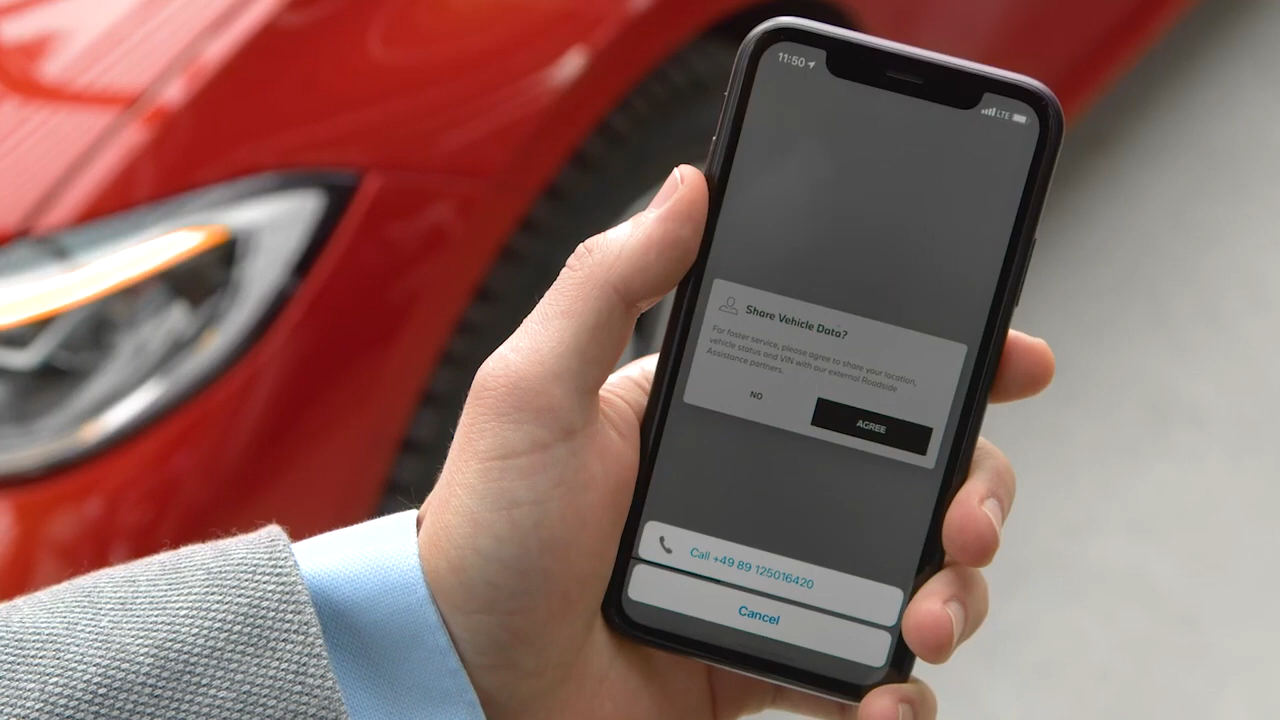 11:50
LTE
Share Vehicle Data?
For faster service, please agree to share your location,
vehicle status and VIN with our external Roadside
Assistance partners.
NO
AGREE
Call +49 89 125016420
Cancel